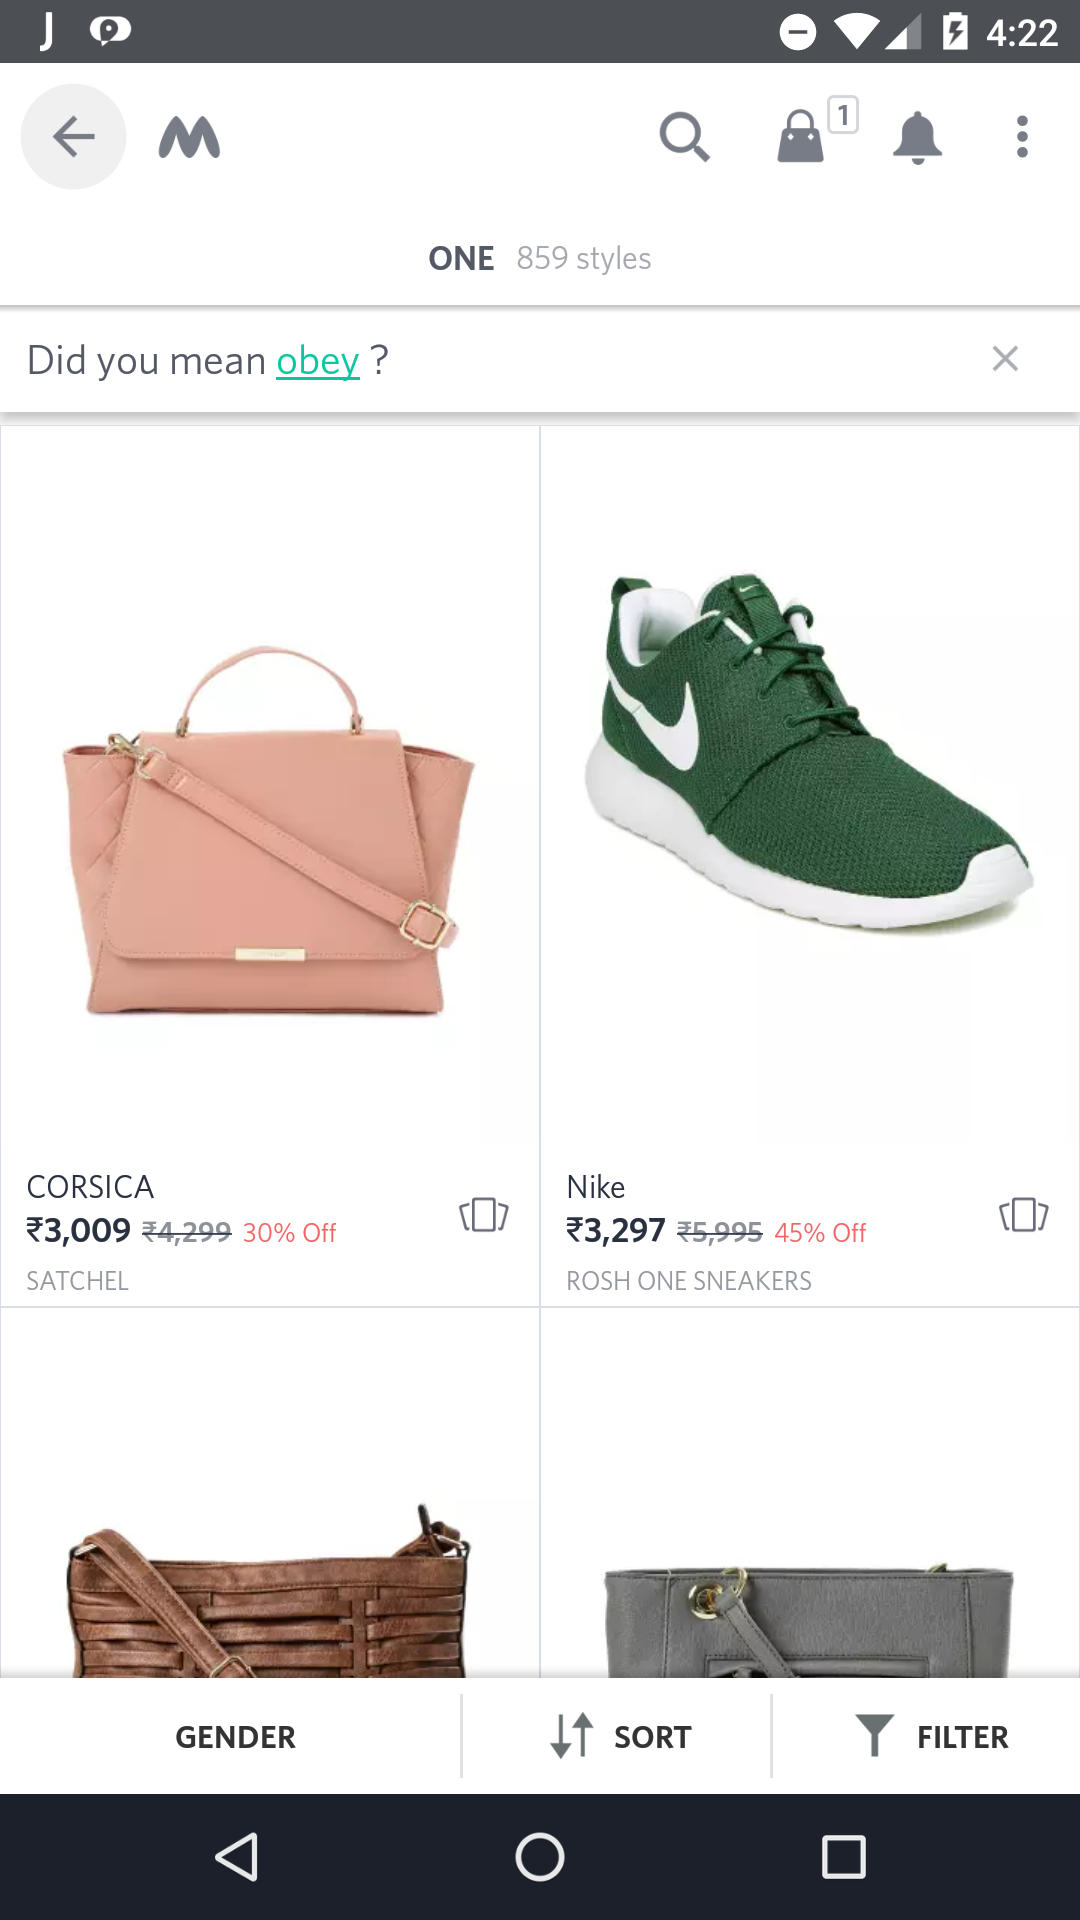 4:22
1
ONE 859 styles
Did you mean obey ?
CORSICA
₹3,009 ₹4,299 30% Off
SATCHEL
Nike
₹3,297 ₹5,995 45% Off
ROSH ONE SNEAKERS
GENDER
SORT
FILTER